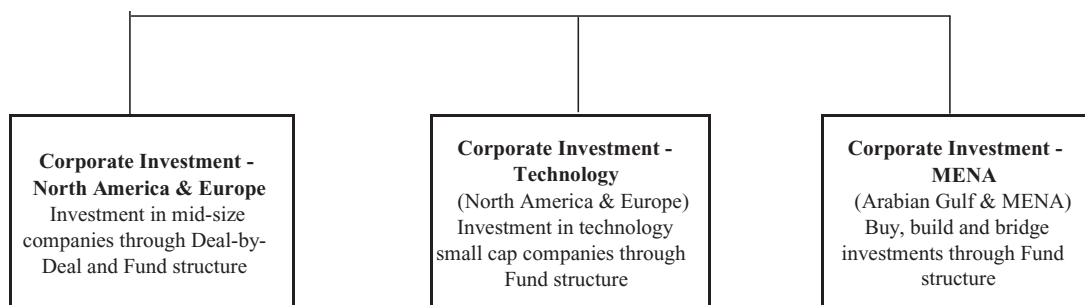 Corporate Investment -
North America & Europe
Investment in mid-size
companies through Deal-by-
Deal and Fund structure
Corporate Investment -
Technology
(North America & Europe)
Investment in technology
small cap companies through
Fund structure
Corporate Investment -
MENA
(Arabian Gulf & MENA)
Buy, build and bridge
investments through Fund
structure